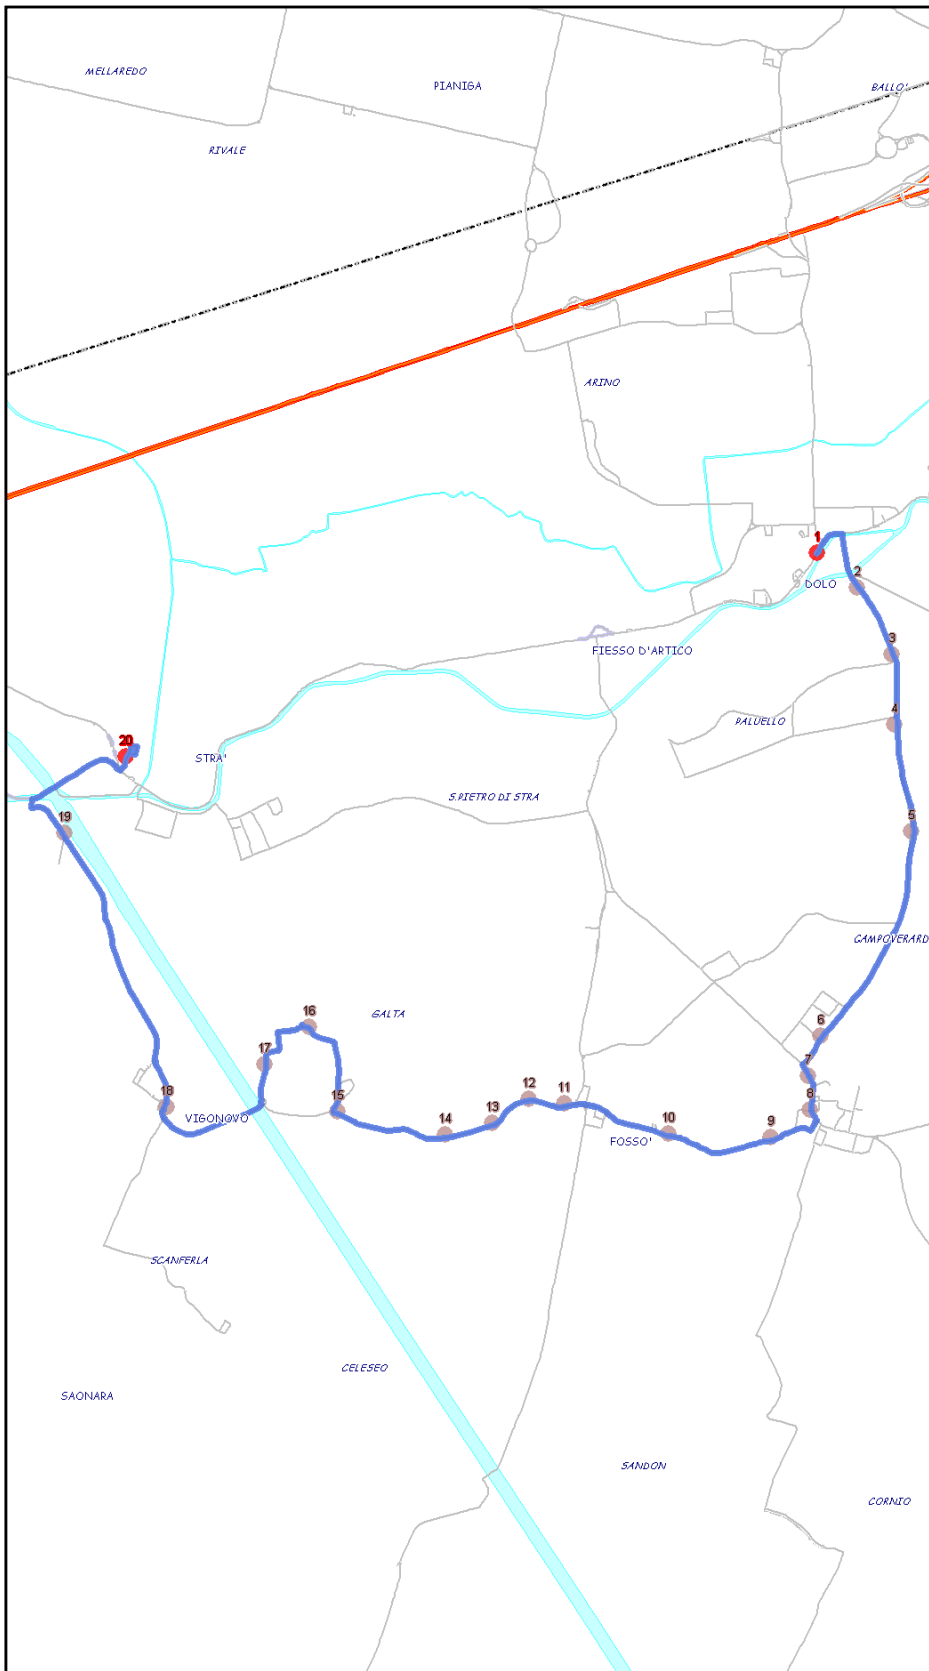 MELLAREDO
PIANIGA
BALLO'
RIVALE
ARINO
1
2
DOLO
3
FIESSO D'ARTICO
4
PALUELLO
20
STRA'
S.PIETRO DI STRA
19
5
CAMPOVERARD
16
GALTA
6
17
7
18
15
12
11
8
VIGONOVO
14
13
10
9
FOSSO'
SCANFERLA
CELESEO
SAONARA
SANDON
CORNIO